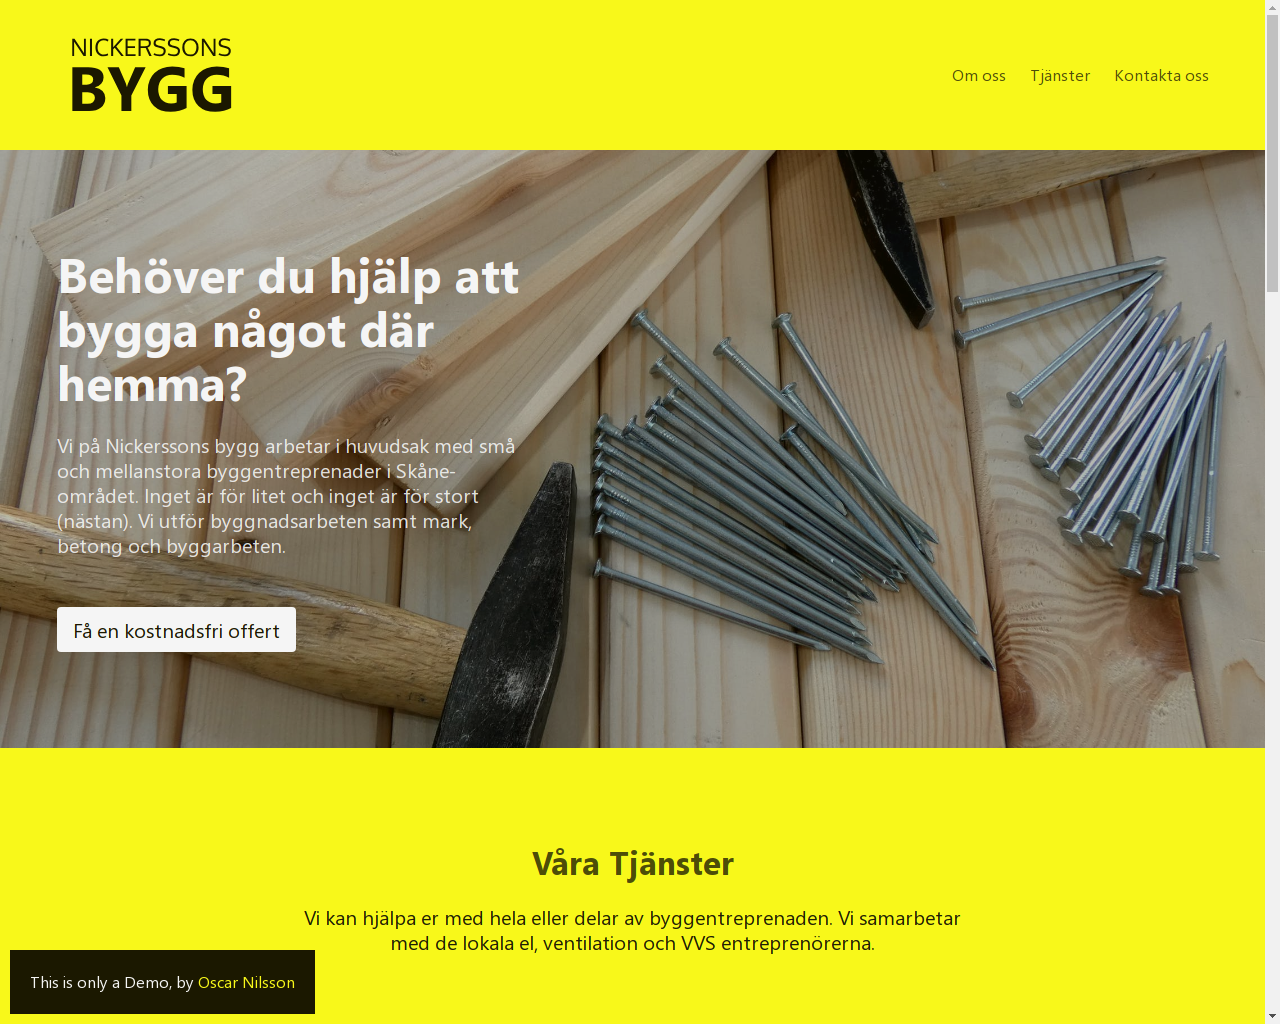 NICKERSSONS
BYGG
Om oss
Tjänster
Kontakta oss
Behöver du hjälp att
bygga något där
hemma?
Vi på Nickerssons bygg arbetar i huvudsak med små
och mellanstora byggentreprenader i Skåne-
området. Inget är för litet och inget är för stort
(nästan). Vi utför byggnadsarbeten samt mark,
betong och byggarbeten.
Få en kostnadsfri offert
Våra Tjänster
Vi kan hjälpa er med hela eller delar av byggentreprenaden. Vi samarbetar
med de lokala el, ventilation och VVS entreprenörerna.
This is only a Demo, by Oscar Nilsson